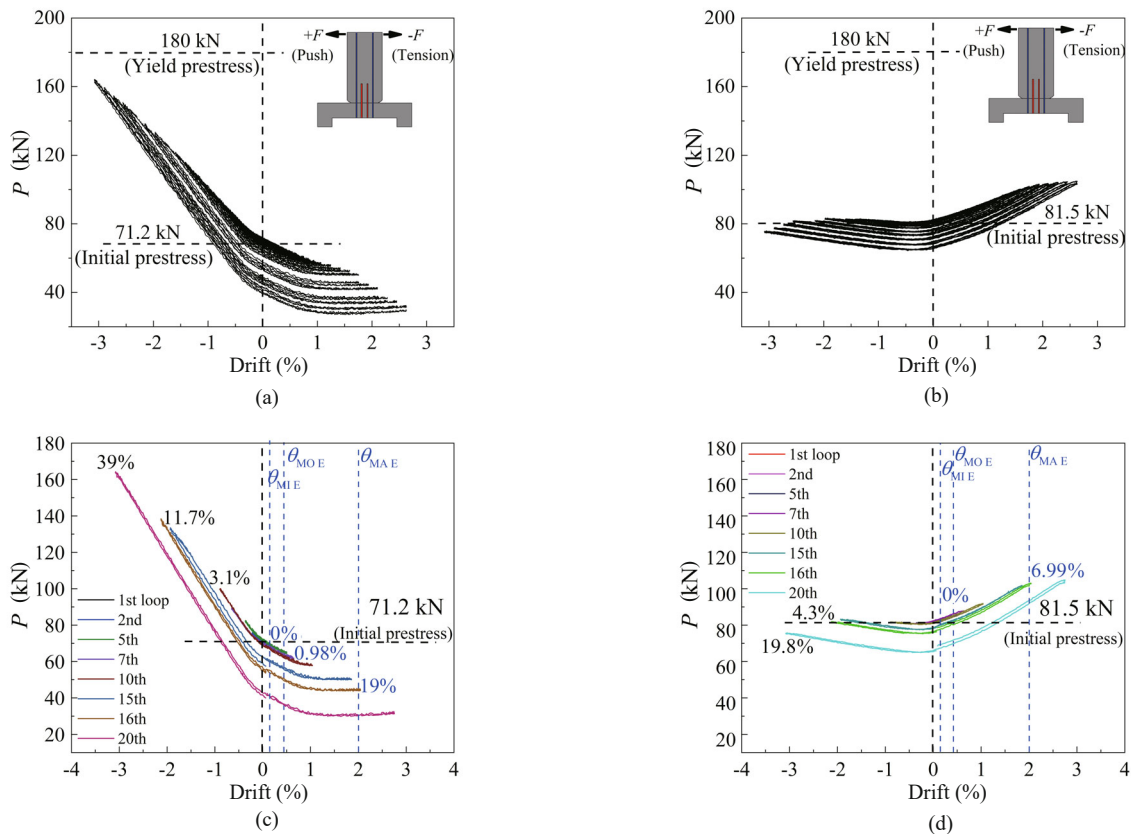 200
160
120
80
40
P (kN)
180 kN
(Yield prestress)
71.2 kN
(Initial prestress)
+F
(Push)
-F
(Tension)
-3 -2 -1 0 1 2 3
Drift (%)
(a)
200
160
120
80
40
P (kN)
180 kN
(Yield prestress)
81.5 kN
(Initial prestress)
+F
(Push)
-F
(Tension)
-3 -2 -1 0 1 2 3
Drift (%)
(b)
180
160
140
120
100
80
60
40
20
P (kN)
39%
11.7%
3.1%
θMI E
θMO E
θMA E
71.2 kN
(Initial prestress)
0%
0.98%
19%
1st loop
2nd
5th
7th
10th
15th
16th
20th
-4 -3 -2 -1 0 1 2 3 4
Drift (%)
(c)
180
160
140
120
100
80
60
40
20
P (kN)
1st loop
2nd
5th
7th
10th
15th
16th
20th
θMI E
θMO E
θMA E
0%
6.99%
4.3%
19.8%
81.5 kN
(Initial prestress)
-4 -3 -2 -1 0 1 2 3 4
Drift (%)
(d)